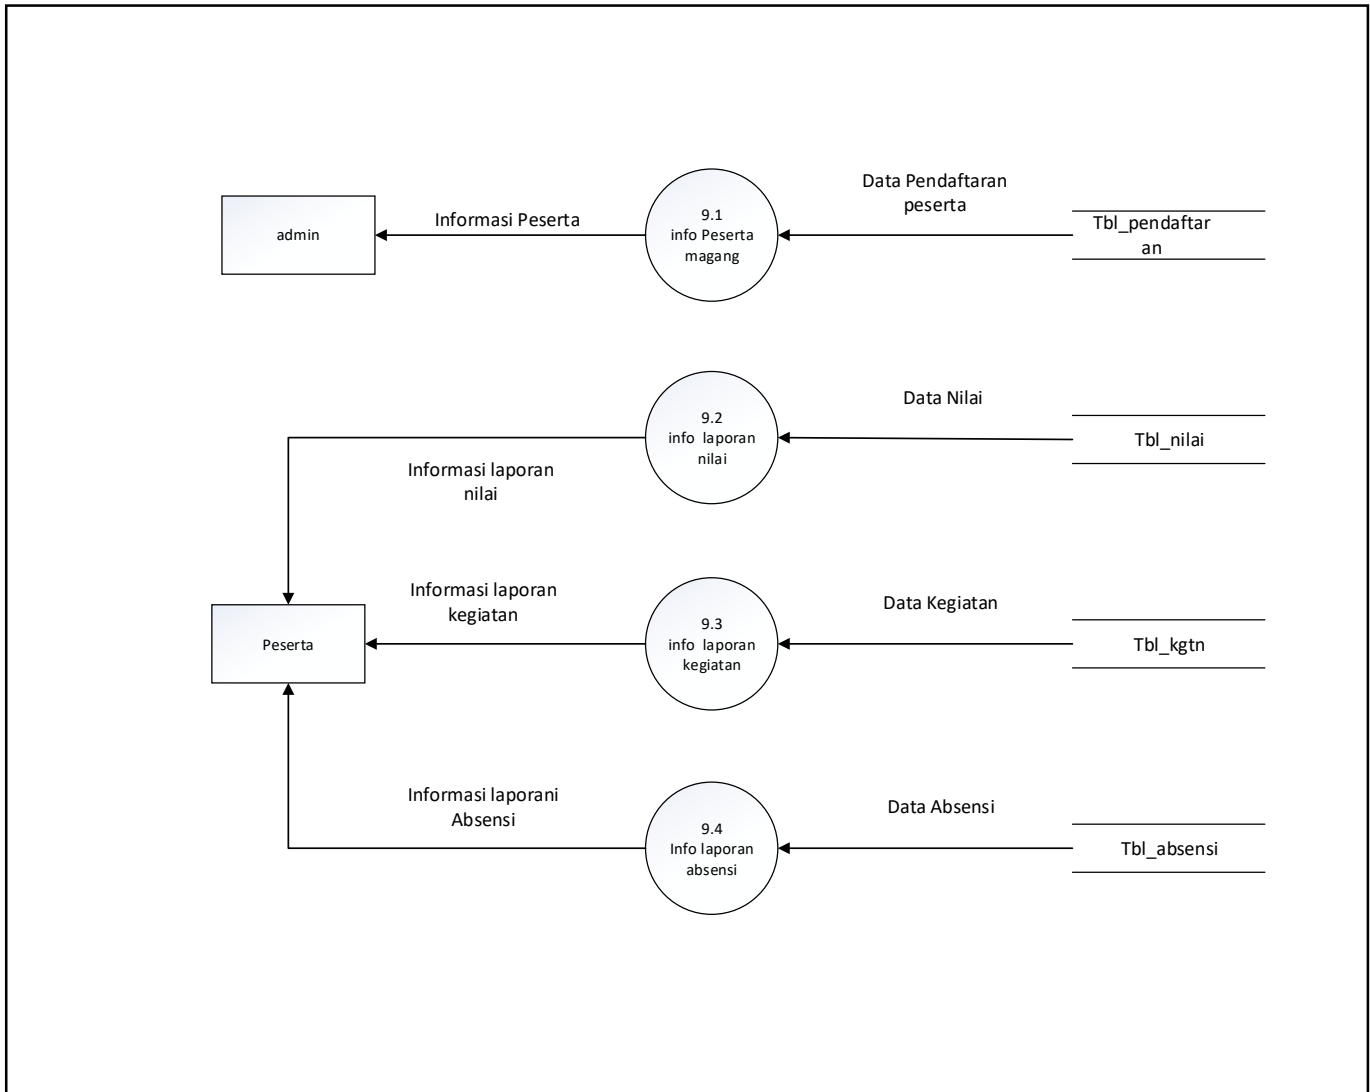 Data Pendaftaran
peserta
admin
Informasi Peserta
9.1
info Peserta
magang
Tbl_pendaftar
an
Data Nilai
9.2
info laporan
nilai
Tbl_nilai
Informasi laporan
nilai
Informasi laporan
kegiatan
Data Kegiatan
Peserta
9.3
info laporan
kegiatan
Tbl_kgtn
Informasi laporani
Absensi
Data Absensi
9.4
Info laporan
absensi
Tbl_absensi